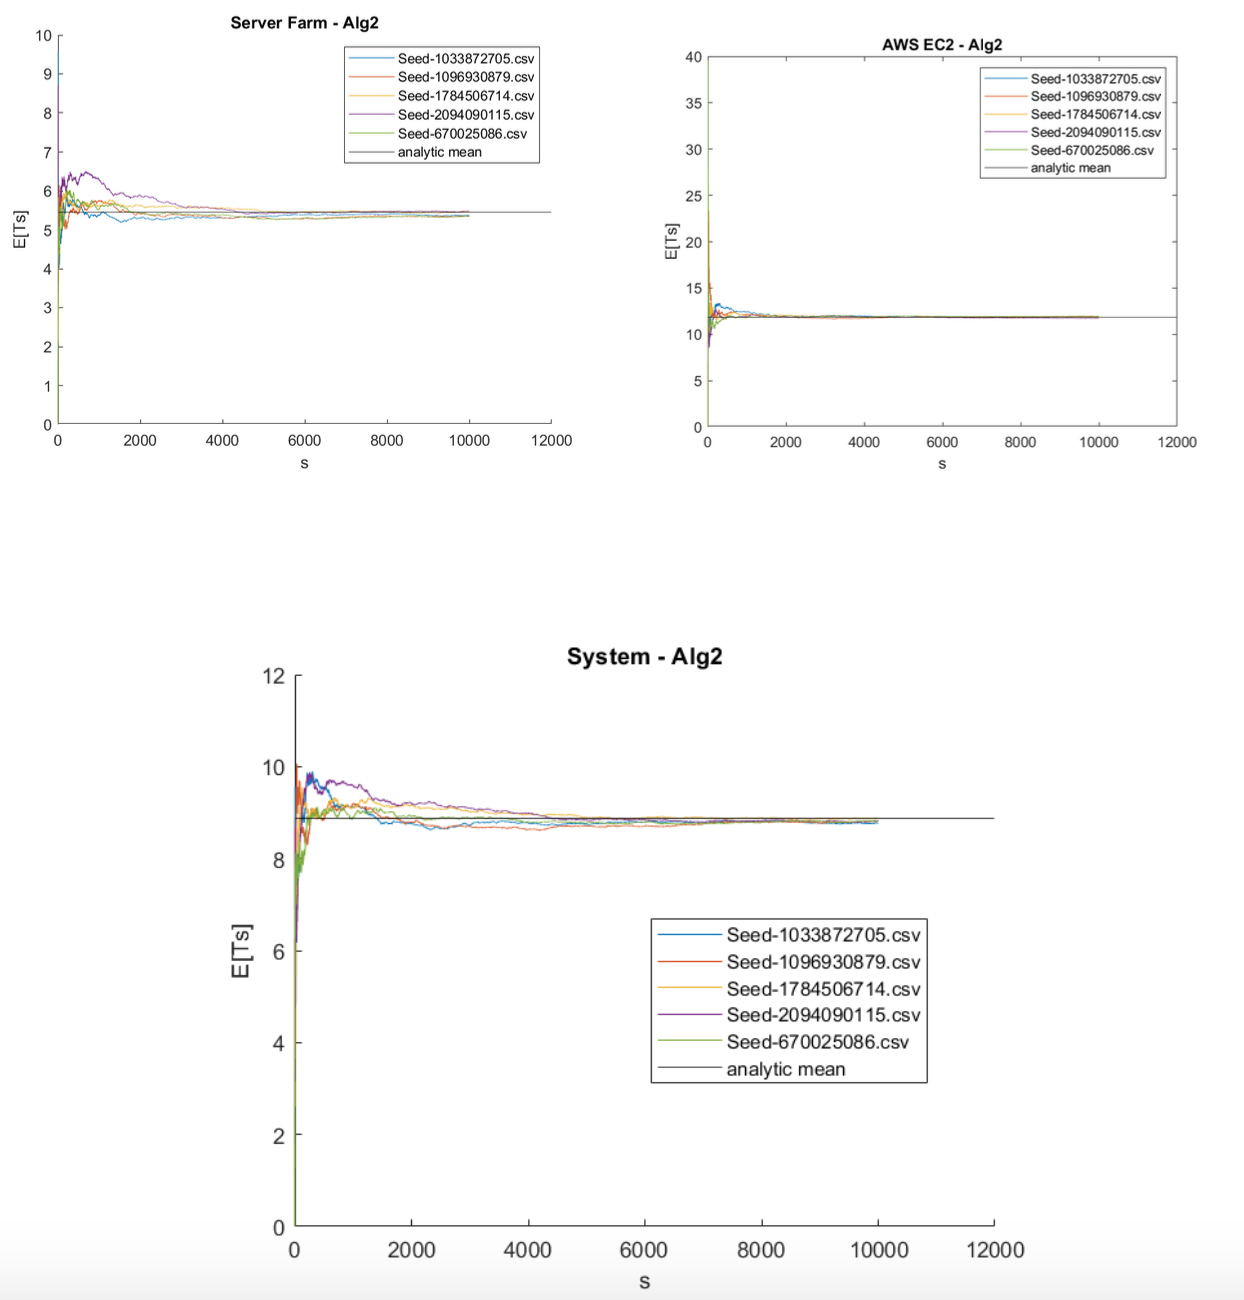 Server Farm - Alg2
10
9
8
7
6
5
4
3
2
1
0
E[Ts]
Seed-1033872705.csv
Seed-1096930879.csv
Seed-1784506714.csv
Seed-2094090115.csv
Seed-670025086.csv
analytic mean
0 2000 4000 6000 8000 10000 12000
s
AWS EC2 - Alg2
40
35
30
25
20
15
10
5
0
E[Ts]
Seed-1033872705.csv
Seed-1096930879.csv
Seed-1784506714.csv
Seed-2094090115.csv
Seed-670025086.csv
analytic mean
0 2000 4000 6000 8000 10000 12000
s
System - Alg2
12
10
8
6
4
2
0
E[Ts]
Seed-1033872705.csv
Seed-1096930879.csv
Seed-1784506714.csv
Seed-2094090115.csv
Seed-670025086.csv
analytic mean
0 2000 4000 6000 8000 10000 12000
s